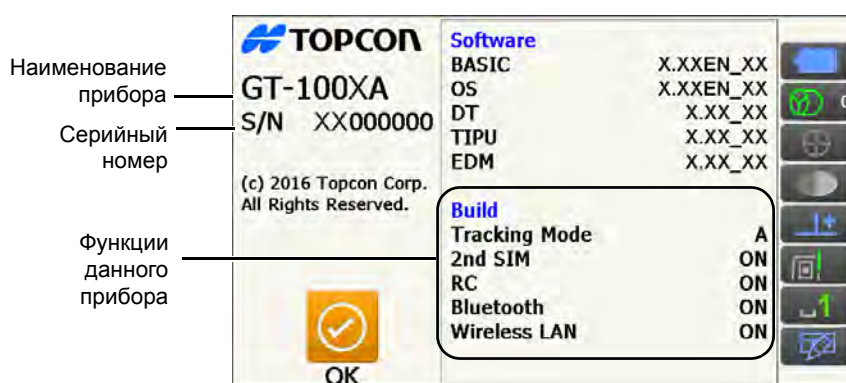 Наименование
прибора
Серийный
номер
Функции
данного
прибора
TOPCON
GT-100XA
S/N XX000000
(c) 2016 Topcon Corp.
All Rights Reserved.
OK
Software
BASIC X.XXEN_XX
OS X.XXEN_XX
DT X.XX_XX
TIPU X.XX_XX
EDM X.XX_XX
Build
Tracking Mode A
2nd SIM ON
RC ON
Bluetooth ON
Wireless LAN ON
1